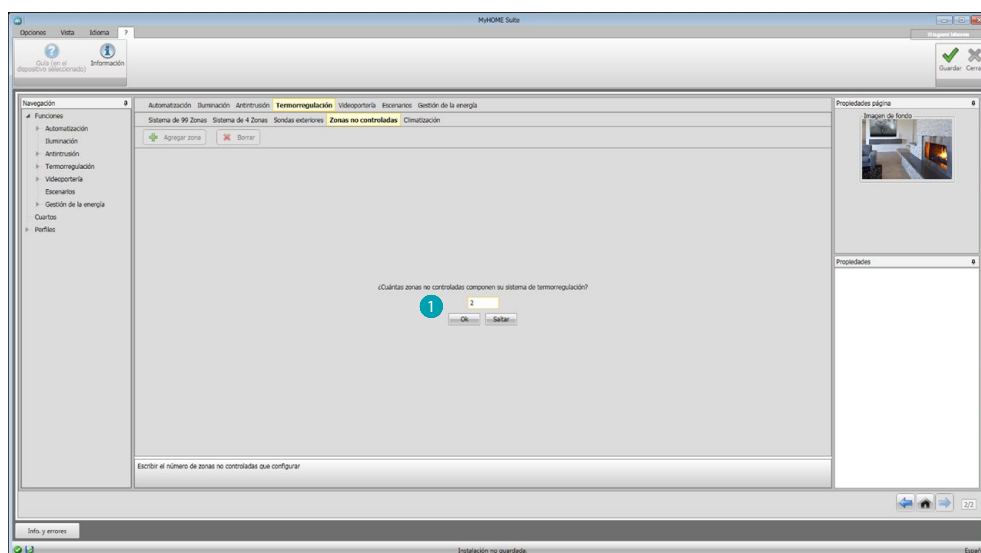 MyHOME Suite
Opciones Vista Idioma ?
Guía (en el dispositivo seleccionado)
Información
Guardar Cerra
Navegación
Funciones
Automatización
Iluminación
Antintrusión
Termorregulación
Videoportería
Escenarios
Gestión de la energía
Cuartos
Perfiles
Automatización Iluminación Antintrusión Termorregulación Videoportería Escenarios Gestión de la energía
Sistema de 99 Zonas Sistema de 4 Zonas Sondas exteriores Zonas no controladas Climatización
Agregar zona Borrar
¿Cuántas zonas no controladas componen su sistema de termorregulación?
1
2
Ok Saltar
Escribir el número de zonas no controladas que configurar
Propiedades página
Imagen de fondo
Propiedades
2/2
Info. y errores
Instalación no guardada.
Españ